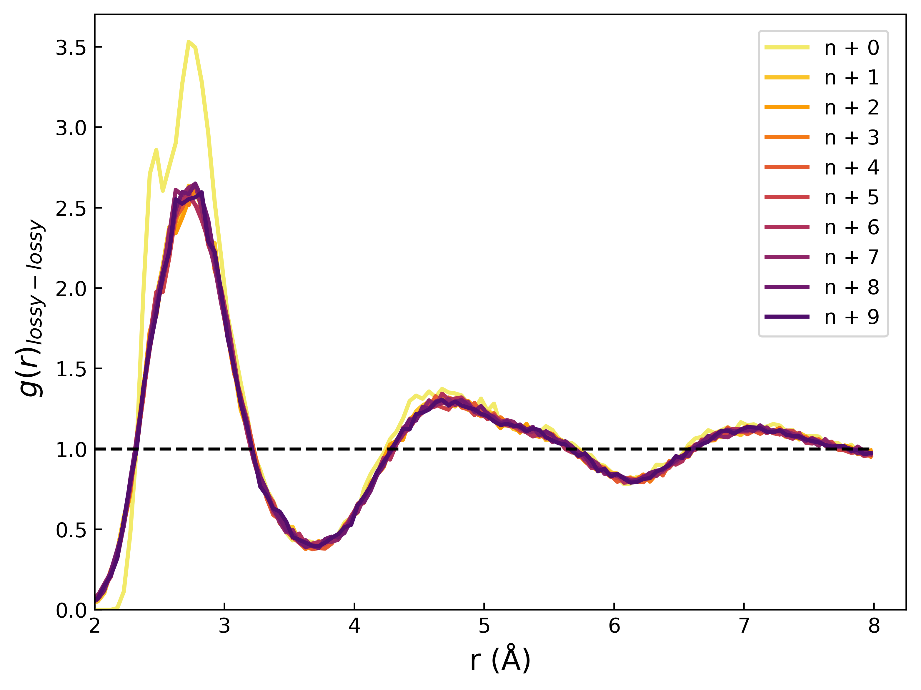 3.5
3.0
2.5
2.0
1.5
1.0
0.5
0.0
g(r)lossy−lossy
2
3
4
5
6
7
8
r (Å)
n + 0
n + 1
n + 2
n + 3
n + 4
n + 5
n + 6
n + 7
n + 8
n + 9